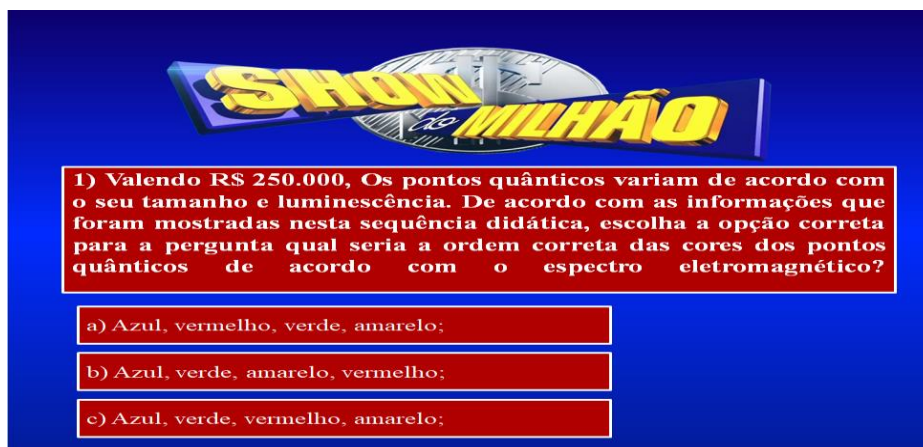 SHOW
do MILHÃO
1) Valendo R$ 250.000, Os pontos quânticos variam de acordo com
o seu tamanho e luminescência. De acordo com as informações que
foram mostradas nesta sequência didática, escolha a opção correta
para a pergunta qual seria a ordem correta das cores dos pontos
quânticos de acordo com o espectro eletromagnético?
a) Azul, vermelho, verde, amarelo;
b) Azul, verde, amarelo, vermelho;
c) Azul, verde, vermelho, amarelo;